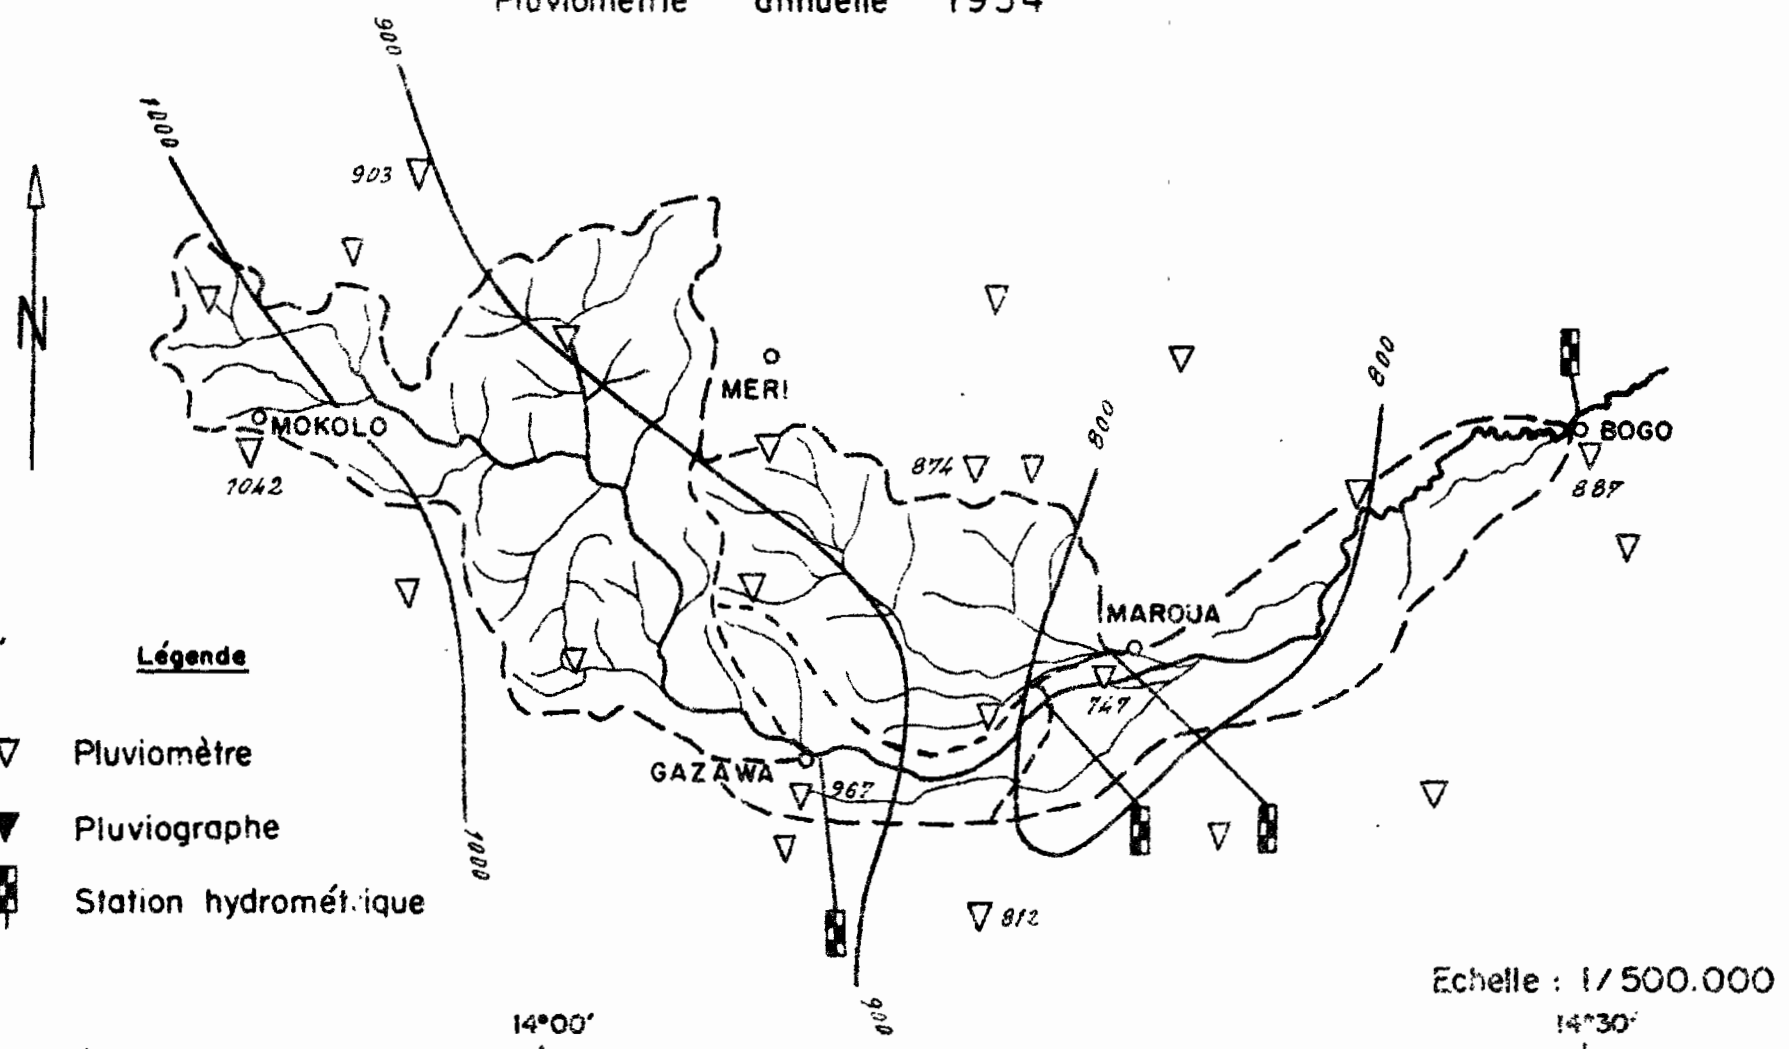 Pluviométrie annuelle 1954
900
1000
903
N
MERI
800
800
MOKOLO
BOGO
874
1042
887
MAROUA
Légende
747
Pluviomètre
GAZAWA
967
Pluviographe
1000
Station hydrométrique
812
Echelle : 1/500.000
900
14°00'
14°30'